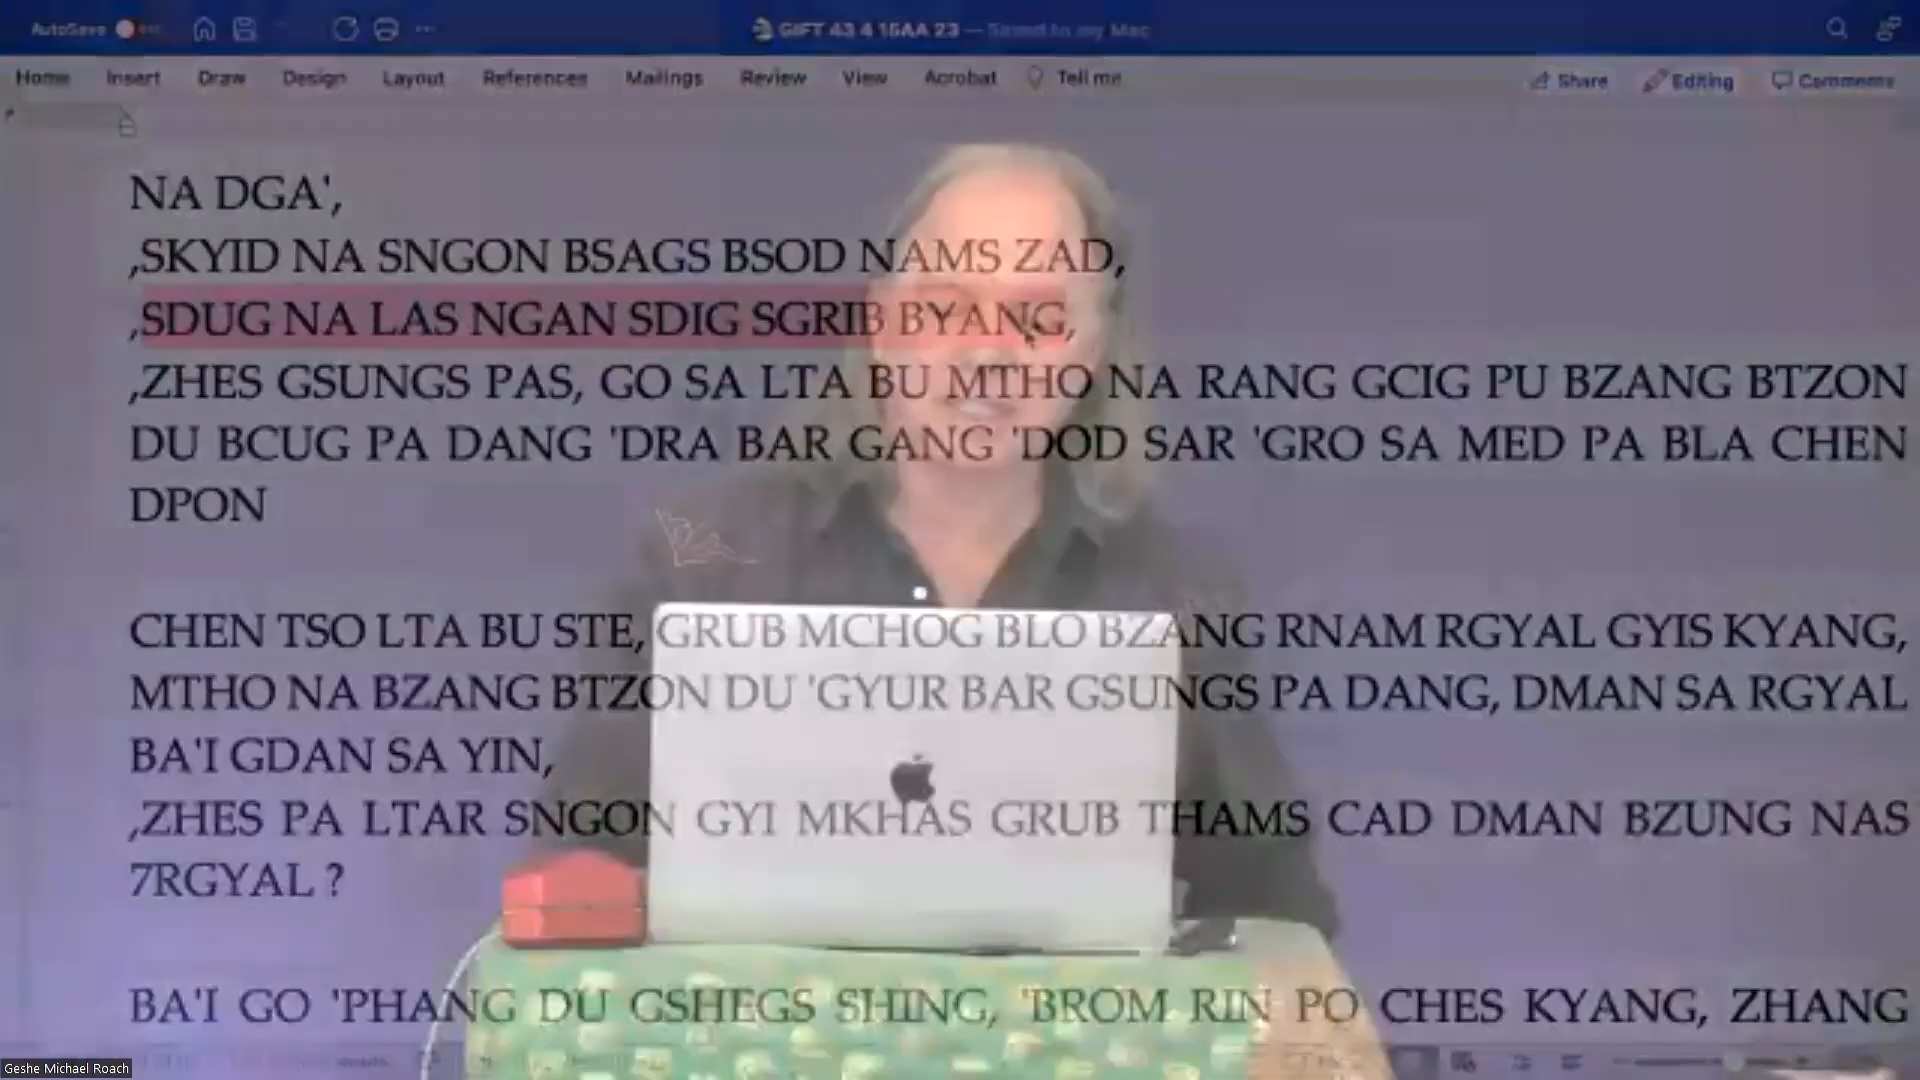 AutoSave
GIFT 43 4 15AA 23 — Saved to my Mac
Home Insert Draw Design Layout References Mailings Review View Acrobat Tell me Share Editing Comments
NA DGA',
,SKYID NA SNGON BSAGS BSOD NAMS ZAD,
,SDUG NA LAS NGAN SDIG SGRIB BYANG,
,ZHES GSUNGS PAS, GO SA LTA BU MTHO NA RANG GCIG PU BZANG BTZON
DU BCUG PA DANG 'DRA BAR GANG 'DOD SAR 'GRO SA MED PA BLA CHEN
DPON
CHEN TSO LTA BU STE, GRUB MCHOG BLO BZANG RNAM RGYAL GYIS KYANG,
MTHO NA BZANG BTZON DU 'GYUR BAR GSUNGS PA DANG, DMAN SA RGYAL
BA'I GDAN SA YIN,
,ZHES PA LTAR SNGON GYI MKHAS GRUB THAMS CAD DMAN BZUNG NAS
7RGYAL ?
BA'I GO 'PHANG DU GSHEGS SHING, 'BROM RIN PO CHES KYANG, ZHANG
Geshe Michael Roach